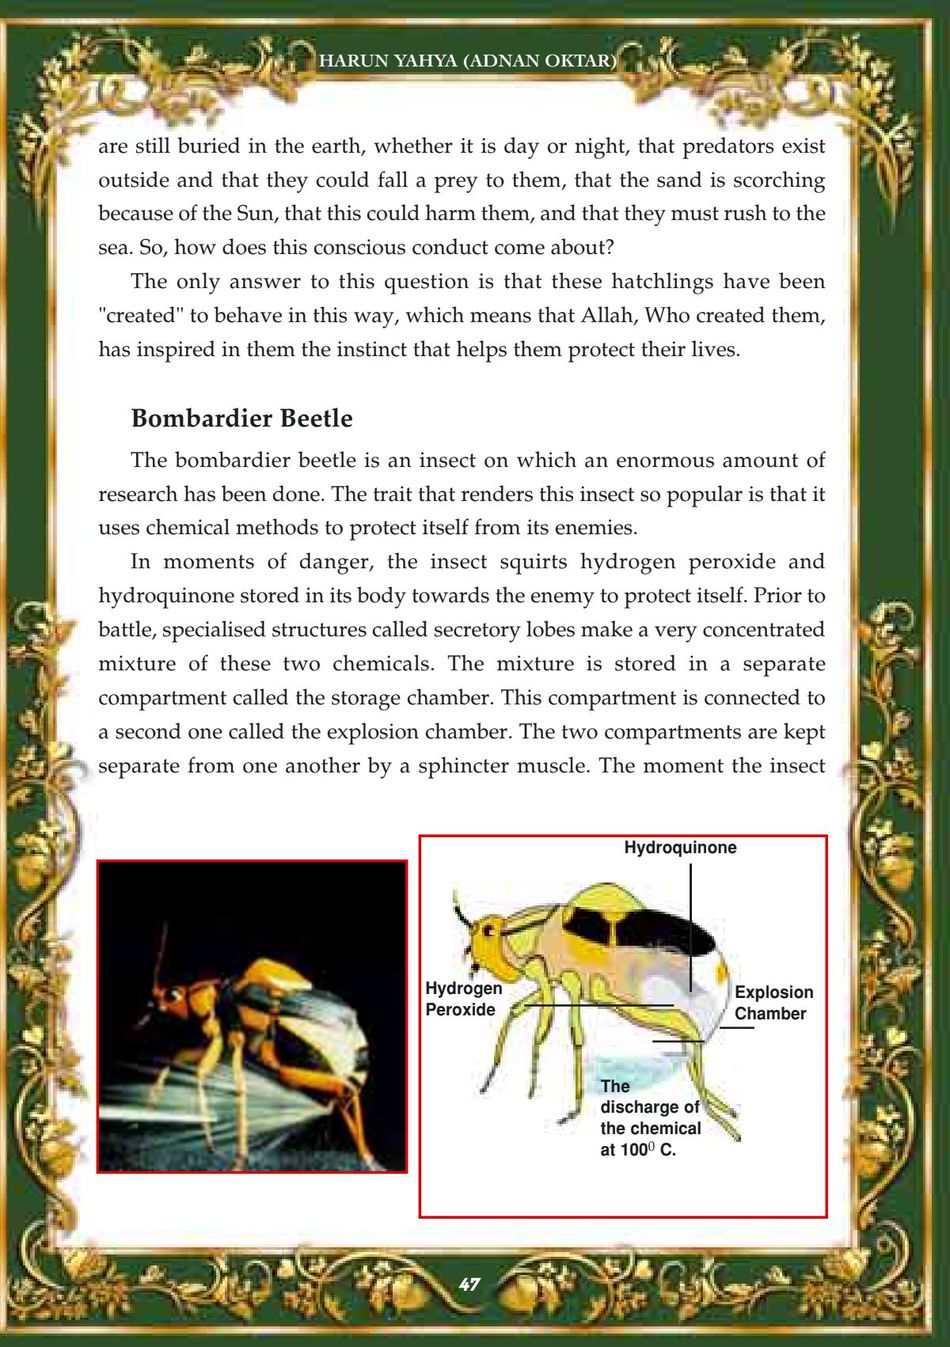 HARUN YAHYA (ADNAN OKTAR)
are still buried in the earth, whether it is day or night, that predators exist
outside and that they could fall a prey to them, that the sand is scorching
because of the Sun, that this could harm them, and that they must rush to the
sea. So, how does this conscious conduct come about?
The only answer to this question is that these hatchlings have been
"created" to behave in this way, which means that Allah, Who created them,
has inspired in them the instinct that helps them protect their lives.
Bombardier Beetle
The bombardier beetle is an insect on which an enormous amount of
research has been done. The trait that renders this insect so popular is that it
uses chemical methods to protect itself from its enemies.
In moments of danger, the insect squirts hydrogen peroxide and
hydroquinone stored in its body towards the enemy to protect itself. Prior to
battle, specialised structures called secretory lobes make a very concentrated
mixture of these two chemicals. The mixture is stored in a separate
compartment called the storage chamber. This compartment is connected to
a second one called the explosion chamber. The two compartments are kept
separate from one another by a sphincter muscle. The moment the insect
Hydroquinone
Hydrogen
Peroxide
Explosion
Chamber
The
discharge of
the chemical
at 100⁰ C.
47